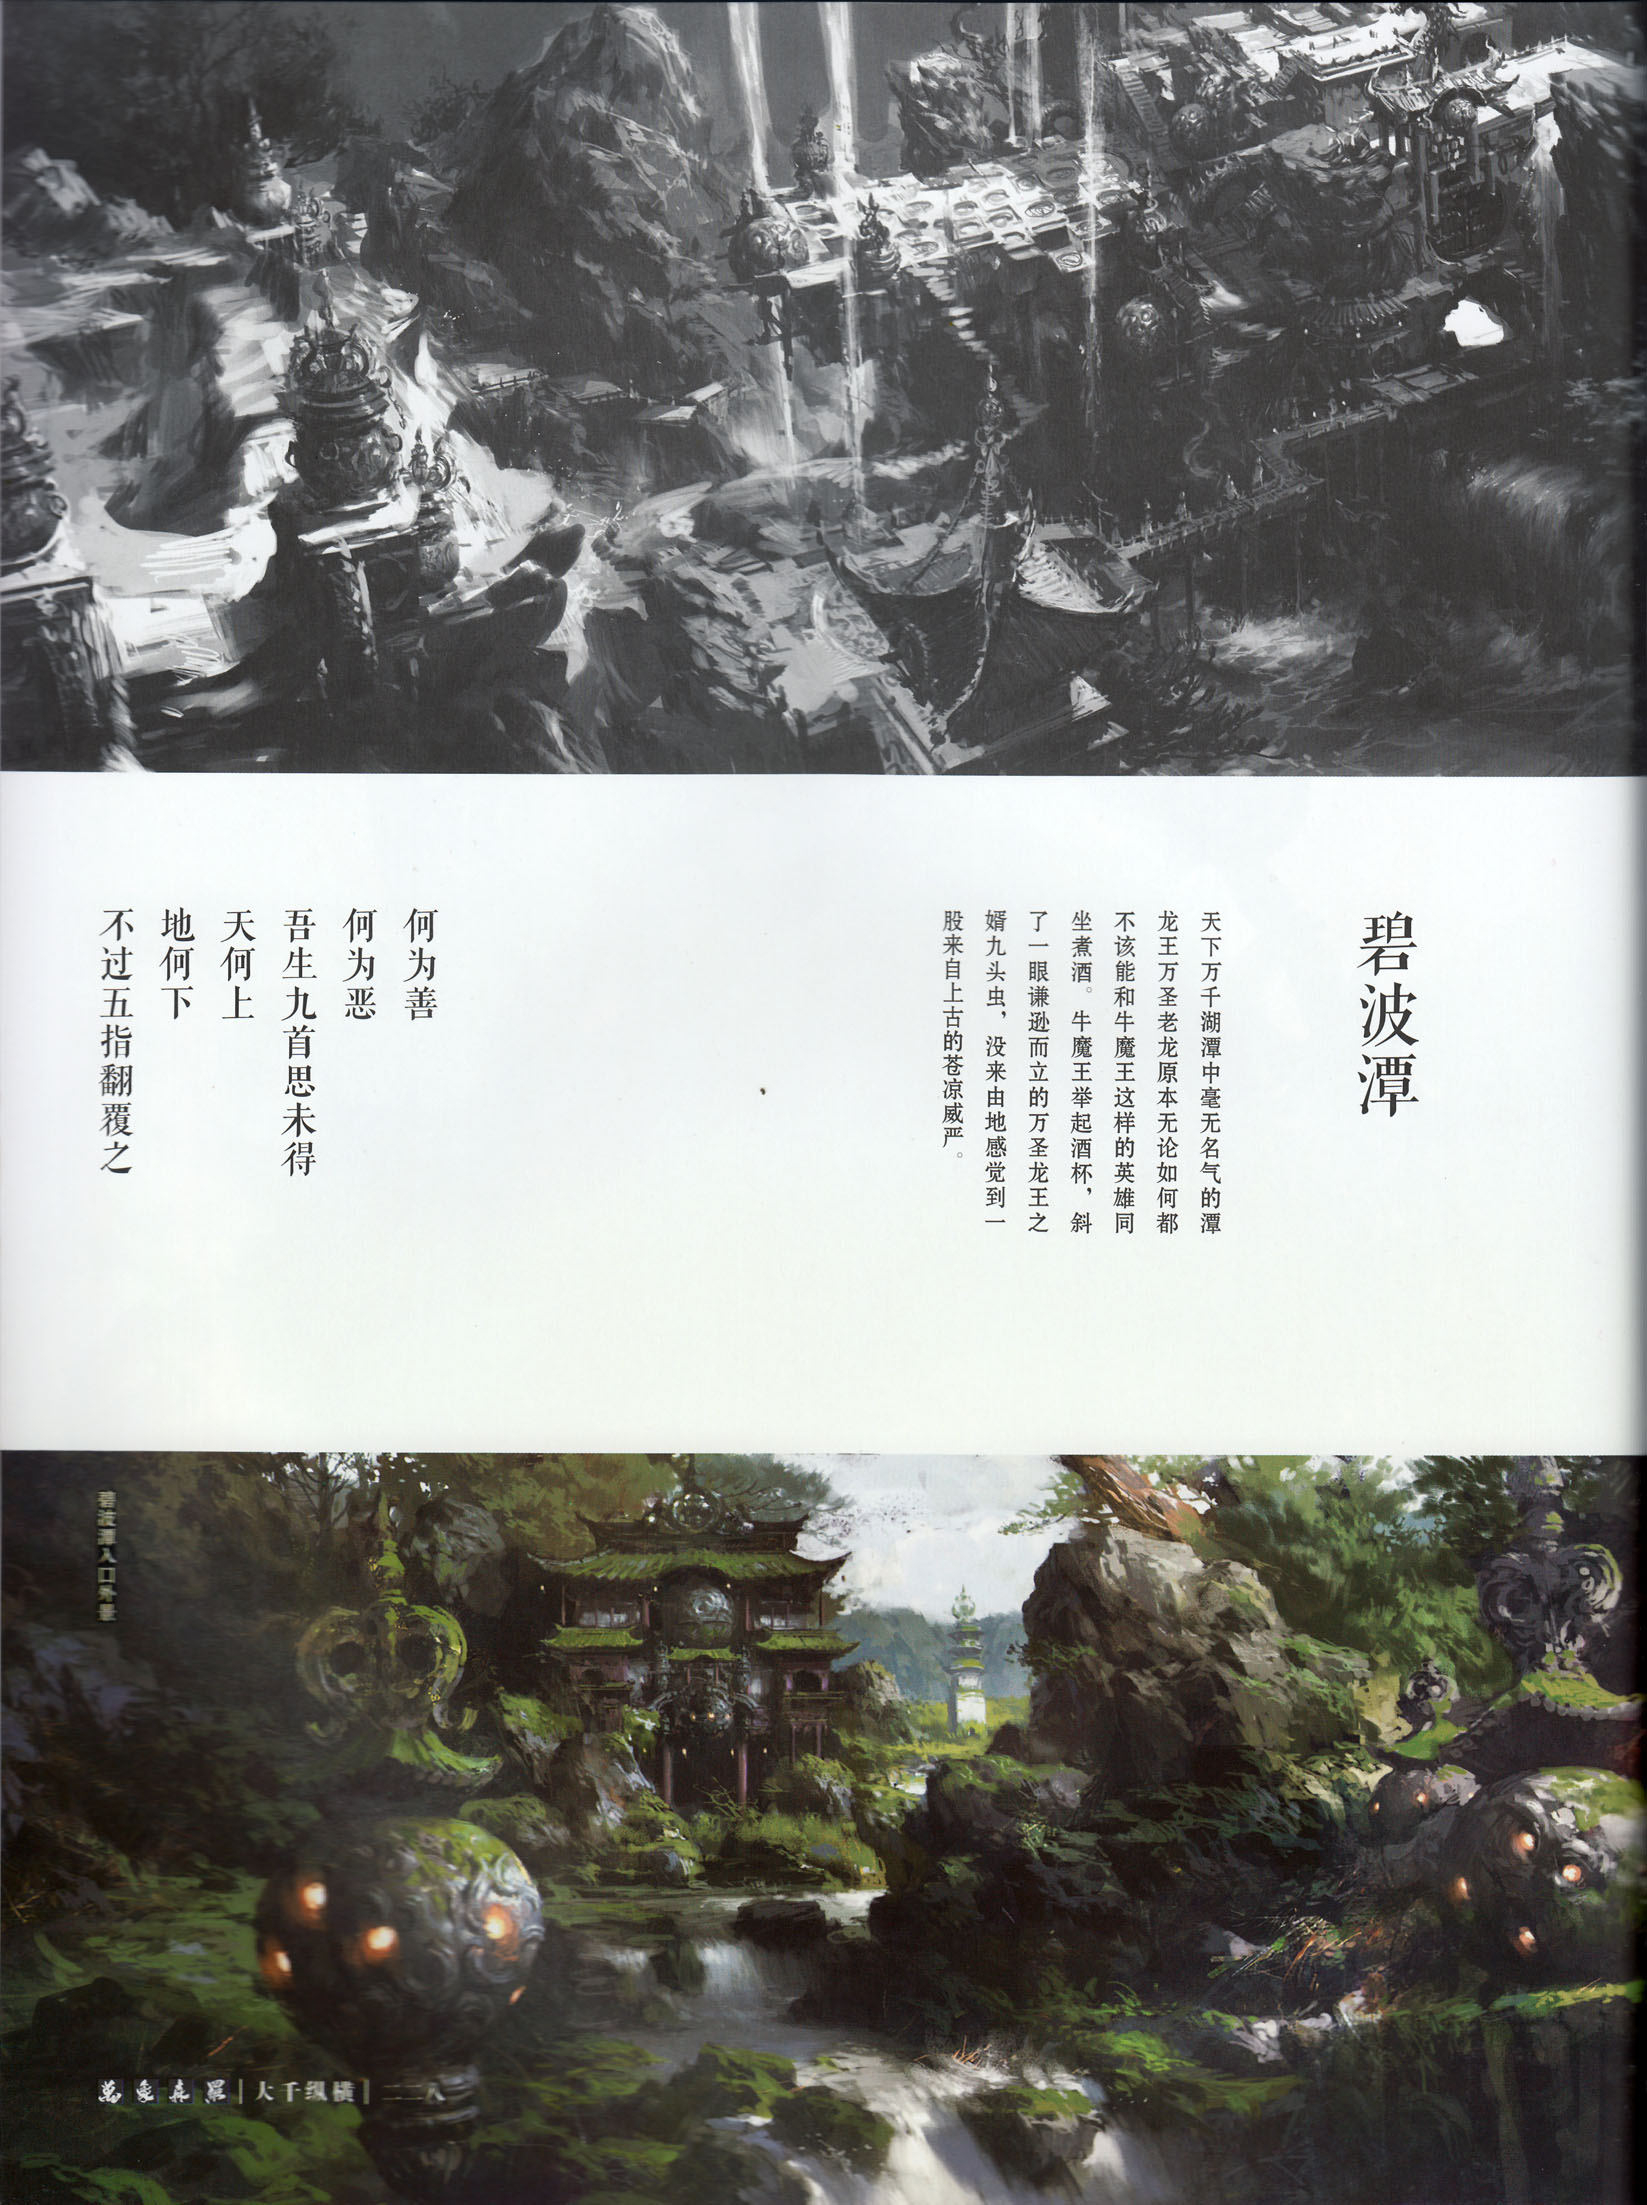 碧波潭
天下万千湖潭中毫无名气的潭
龙王万圣老龙原本无论如何都
不该能和牛魔王这样的英雄同
坐煮酒。牛魔王举起酒杯，斜
了一眼谦逊而立的万圣龙王之
婿九头虫，没来由地感觉到一
股来自上古的苍凉威严。
何为善
何为恶
吾生九首思未得
天何上
地何下
不过五指翻覆之
碧波潭入口外景
萬象森羅|大千纵横|二二八